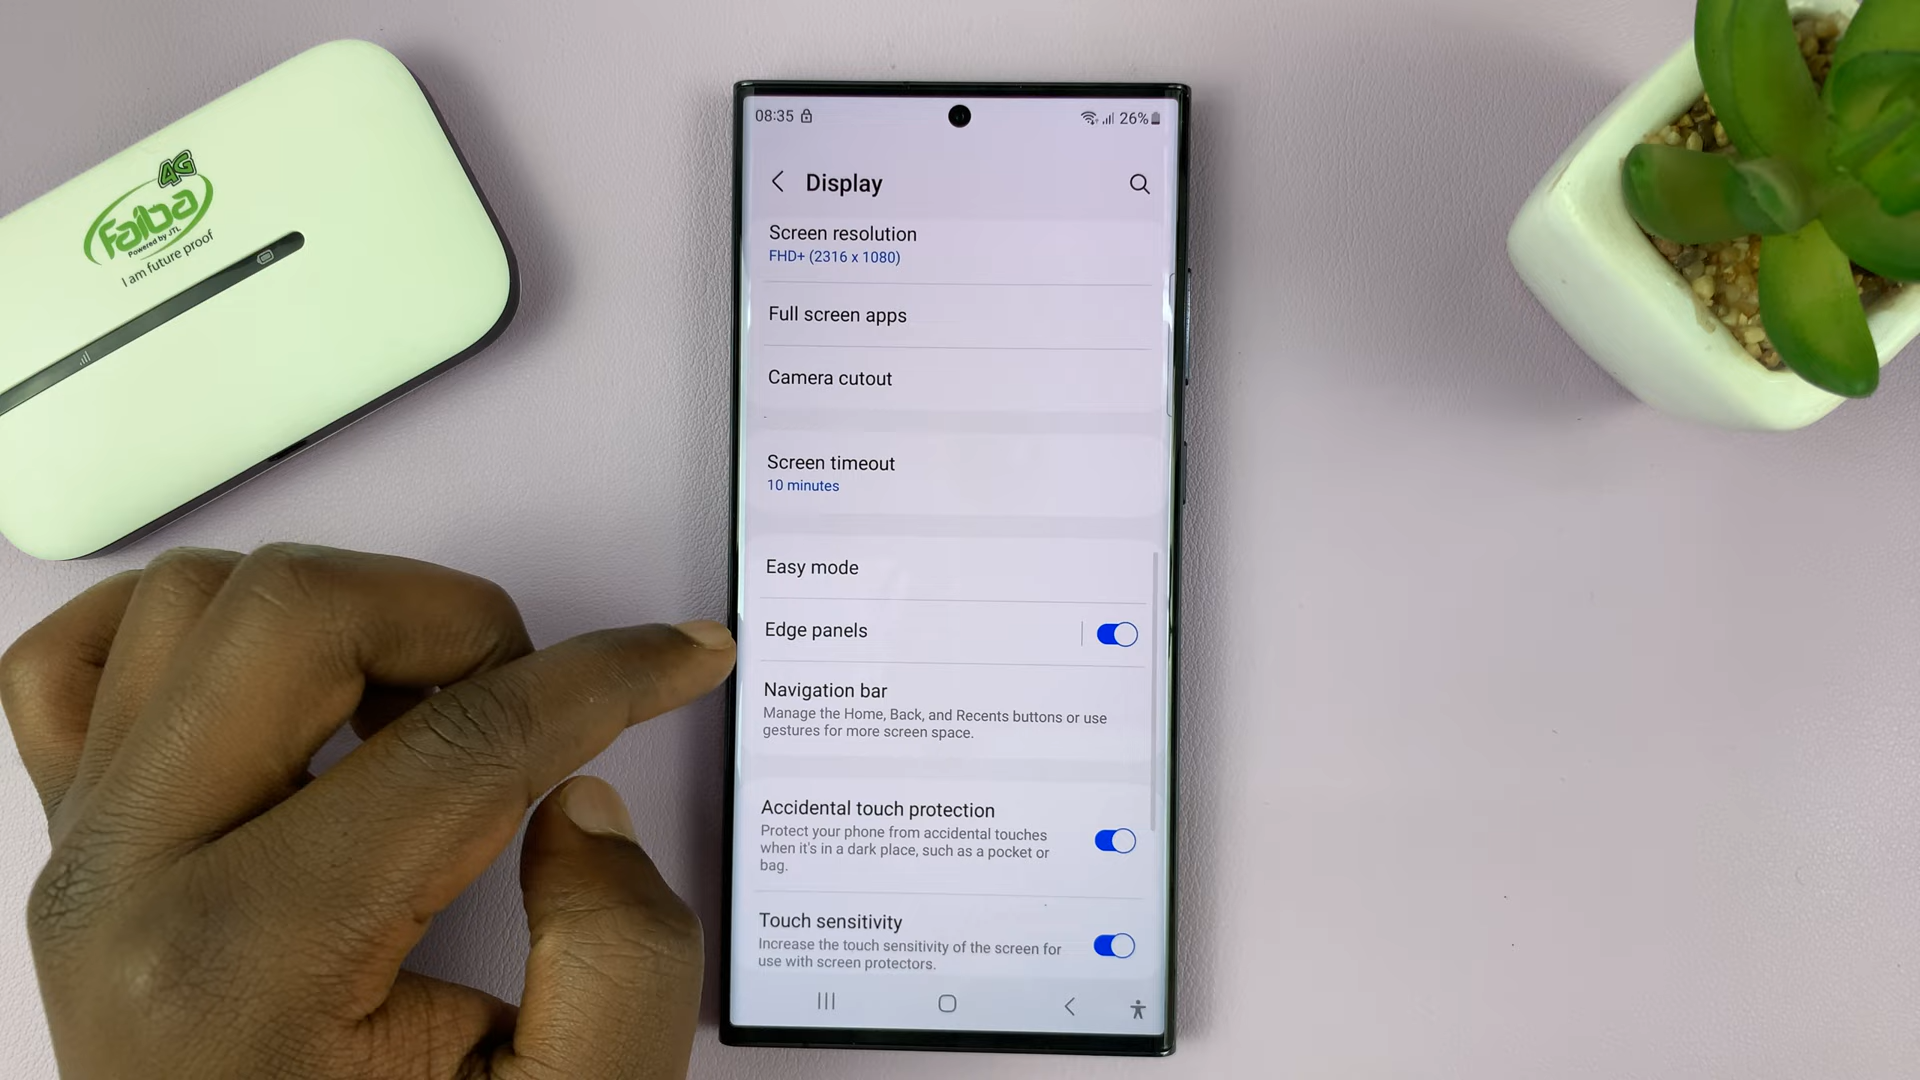 4G
Faiba
Powered by JTL
I am future proof
08:35
26%
Display
Screen resolution
FHD+ (2316 x 1080)
Full screen apps
Camera cutout
Screen timeout
10 minutes
Easy mode
Edge panels
Navigation bar
Manage the Home, Back, and Recents buttons or use
gestures for more screen space.
Accidental touch protection
Protect your phone from accidental touches
when it's in a dark place, such as a pocket or
bag.
Touch sensitivity
Increase the touch sensitivity of the screen for
use with screen protectors.